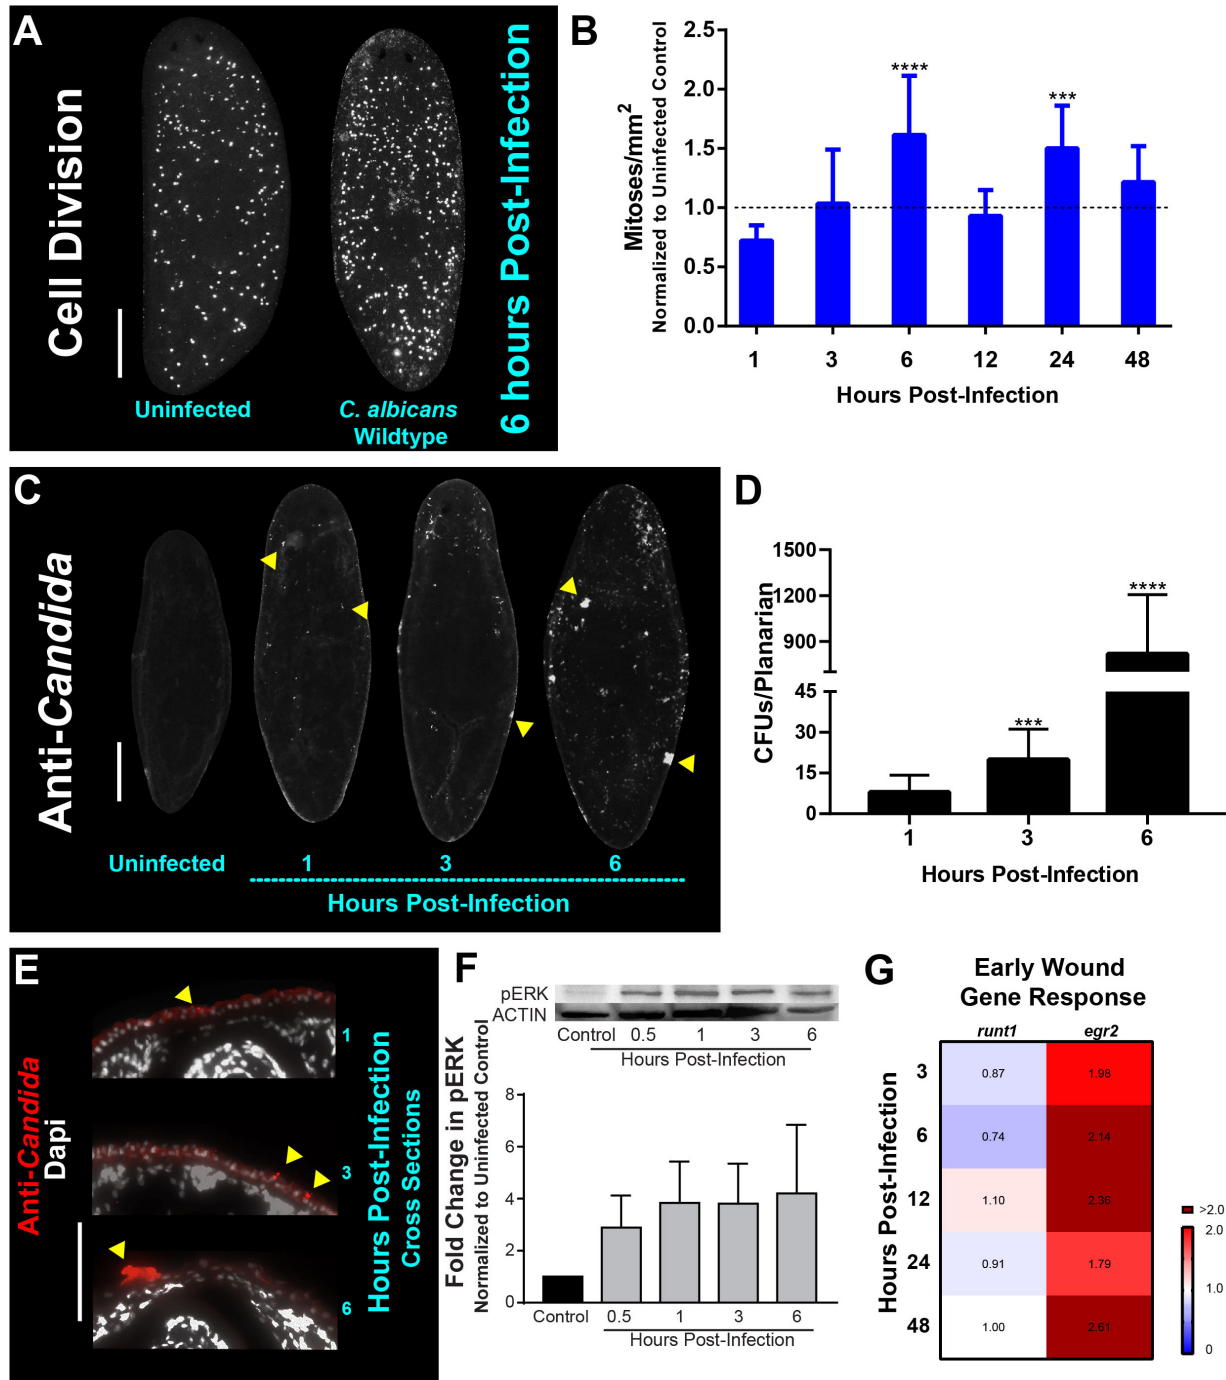 A
Cell Division
Uninfected
C. albicans
Wildtype
6 hours Post-Infection
B
Mitoses/mm2
Normalized to Uninfected Control
2.5
2.0
1.5
1.0
0.5
0.0
****
***
1 3 6 12 24 48
Hours Post-Infection
C
Anti-Candida
Uninfected
1 3 6
Hours Post-Infection
D
CFUs/Planarian
1500
1200
900
45
30
15
0
***
****
1 3 6
Hours Post-Infection
E
Anti-Candida
Dapi
1
3
6
Hours Post-Infection
Cross Sections
F
pERK
ACTIN
Control 0.5 1 3 6
Hours Post-Infection
Fold Change in pERK
Normalized to Uninfected Control
8
6
4
2
0
Control 0.5 1 3 6
Hours Post-Infection
G
Early Wound
Gene Response
runt1 egr2
Hours Post-Infection
3 0.87 1.98
6 0.74 2.14
12 1.10 2.36
24 0.91 1.79
48 1.00 2.61
>2.0
2.0
1.0
0